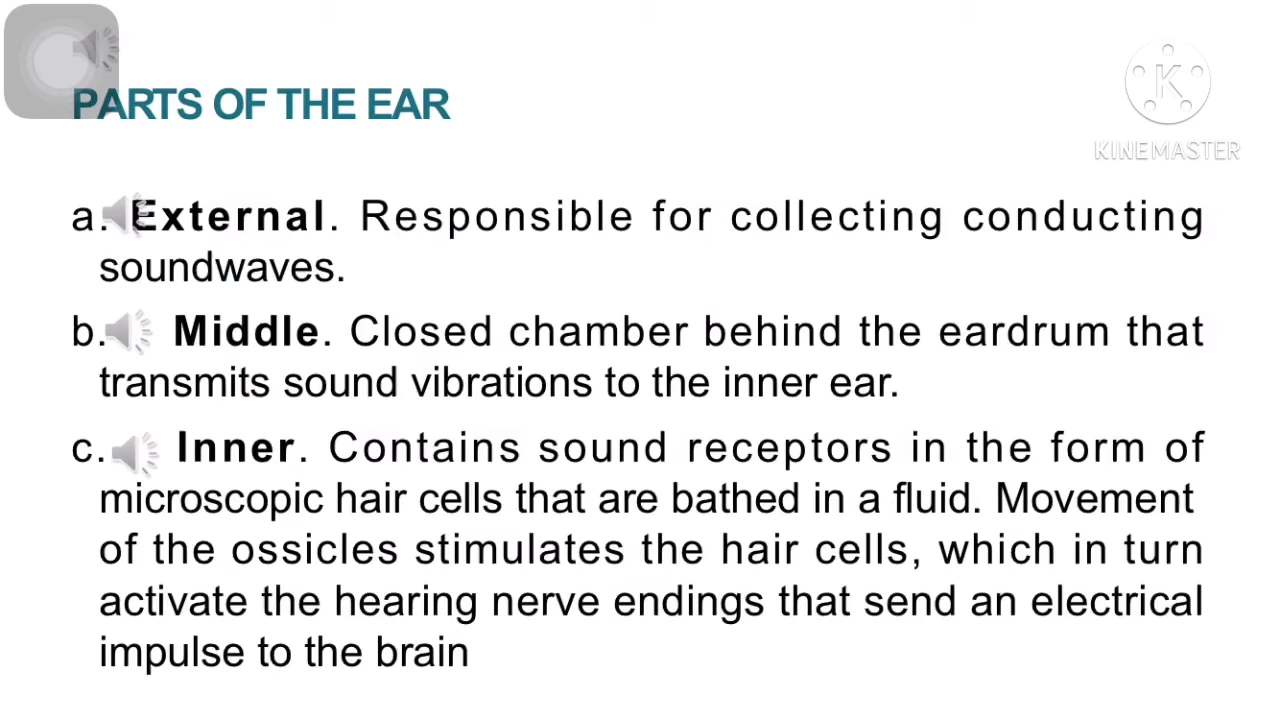 PARTS OF THE EAR
K
KINEMASTER
a. External. Responsible for collecting conducting
soundwaves.
b. Middle. Closed chamber behind the eardrum that
transmits sound vibrations to the inner ear.
c. Inner. Contains sound receptors in the form of
microscopic hair cells that are bathed in a fluid. Movement
of the ossicles stimulates the hair cells, which in turn
activate the hearing nerve endings that send an electrical
impulse to the brain